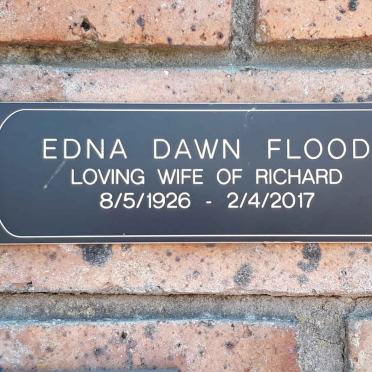 EDNA DAWN FLOOD
LOVING WIFE OF RICHARD
8/5/1926 - 2/4/2017